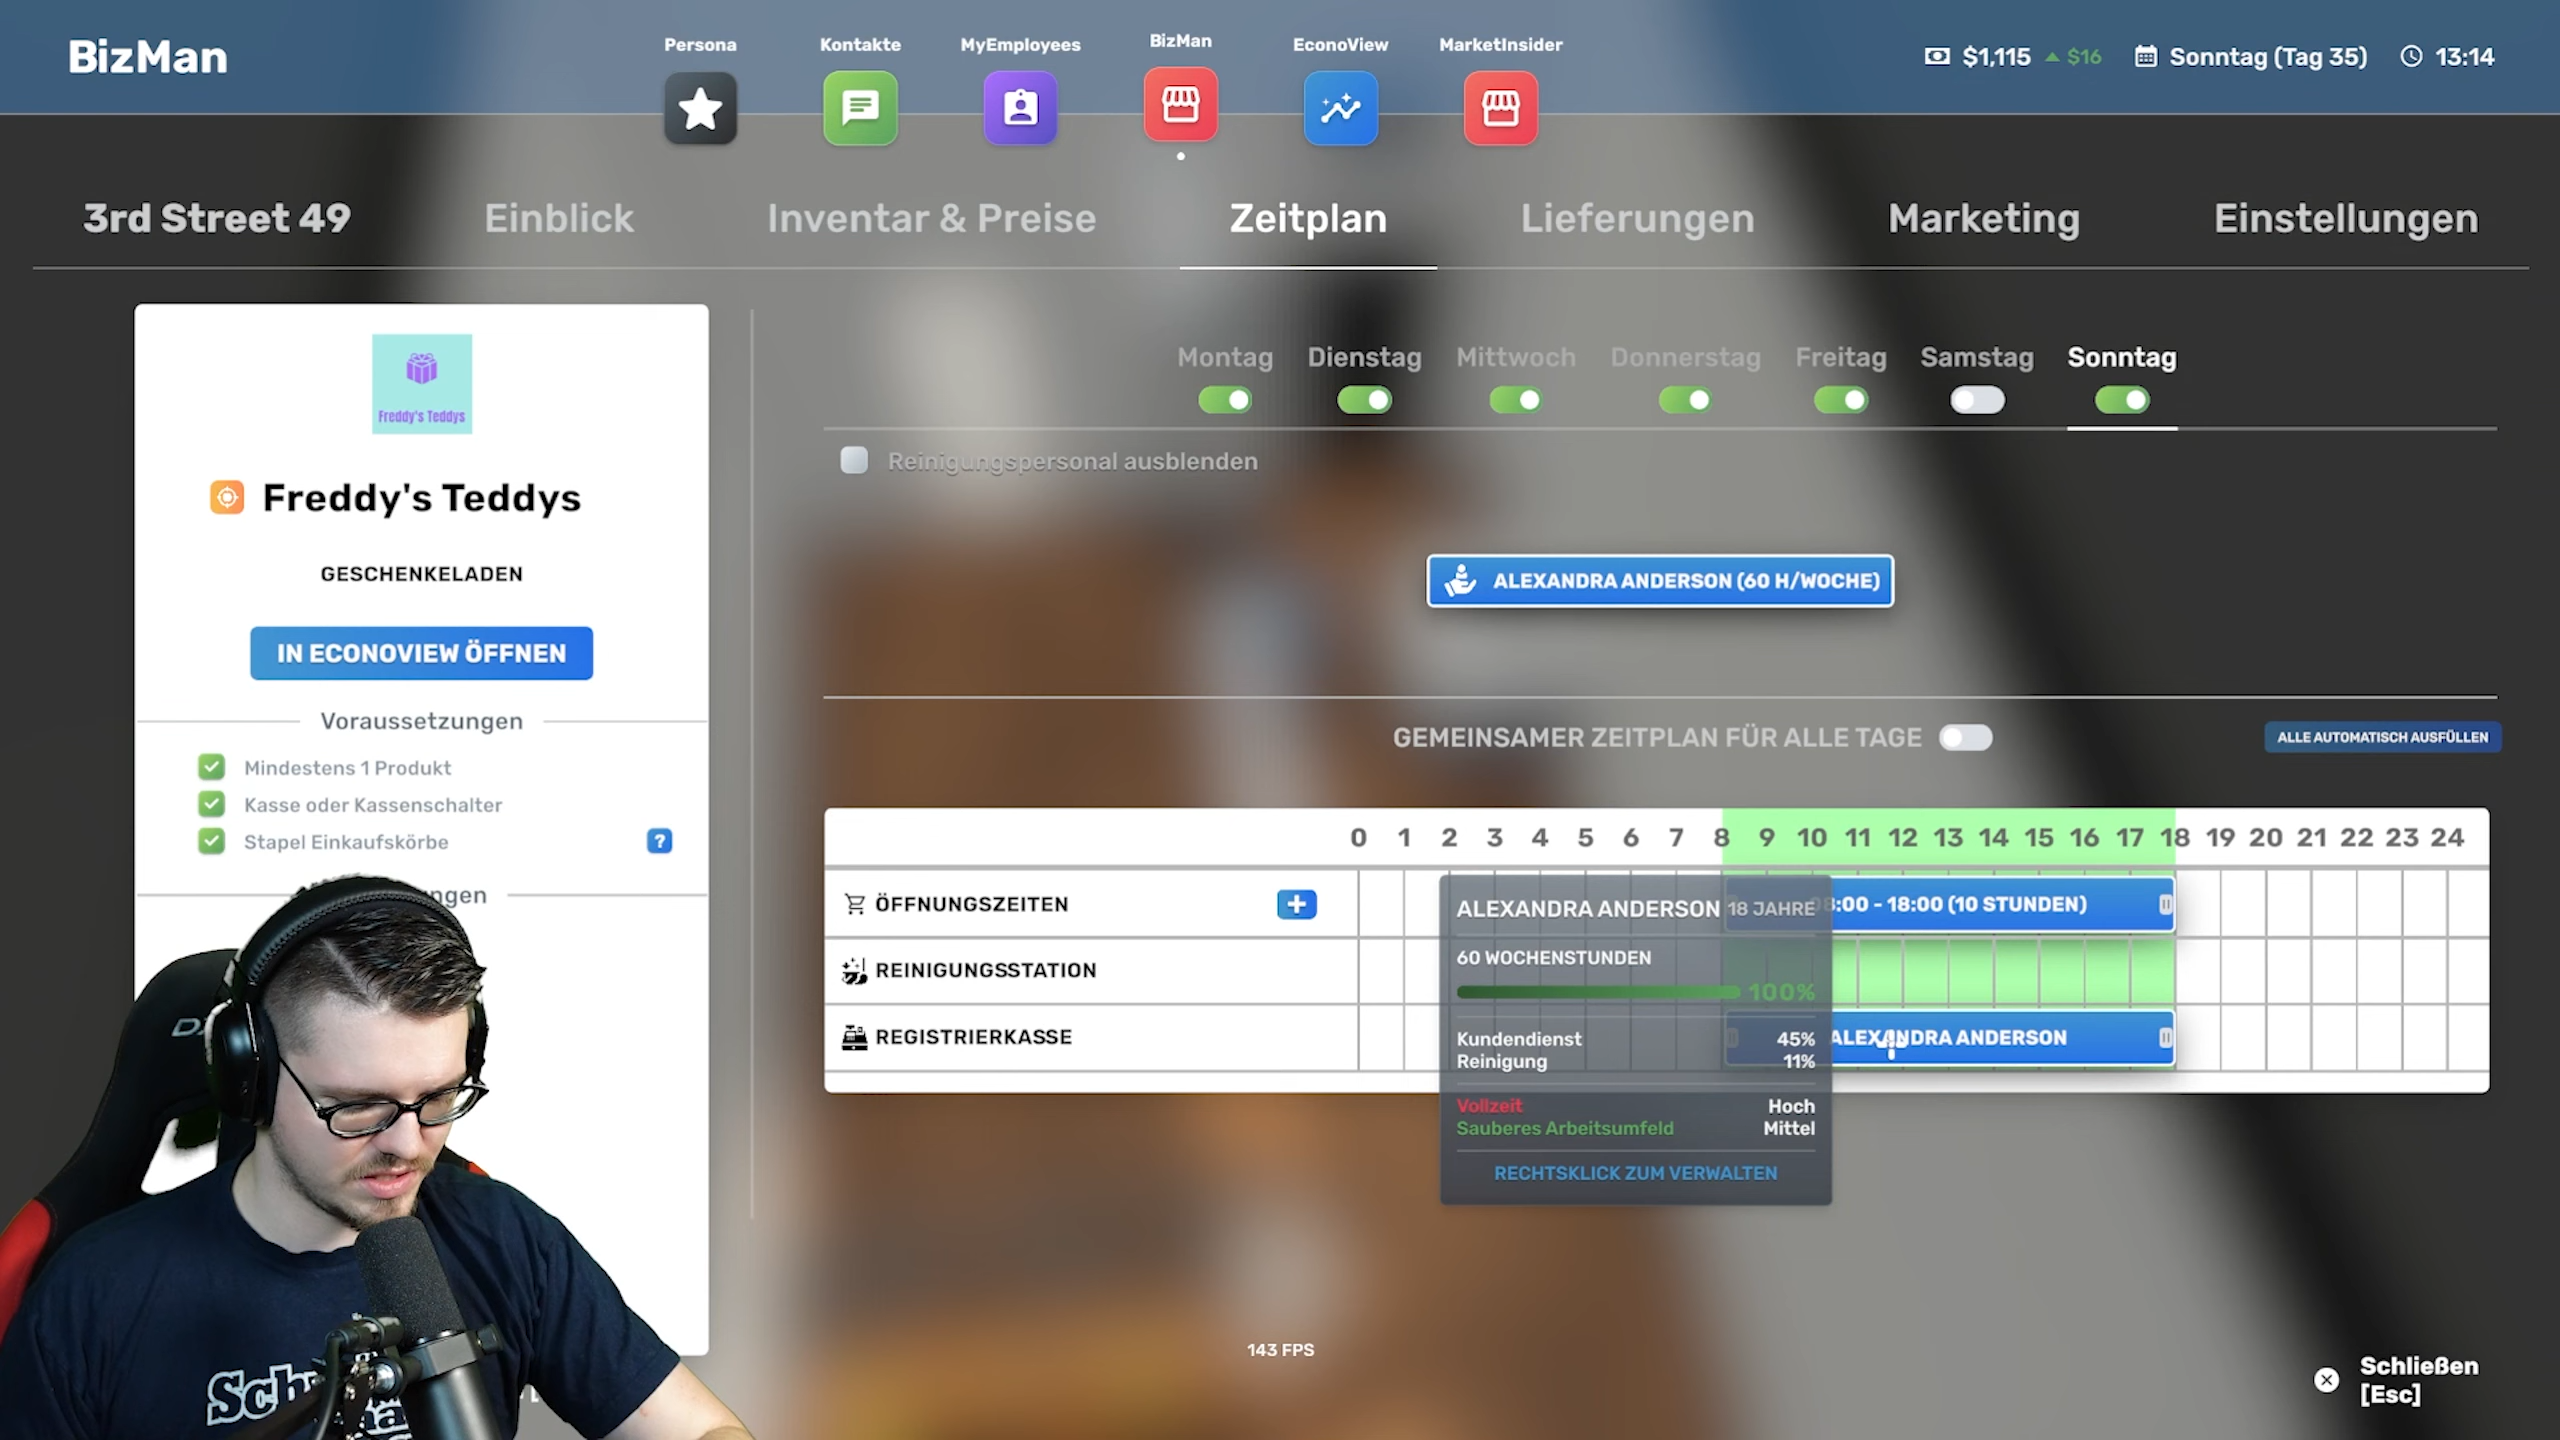 BizMan
Persona
Kontakte
MyEmployees
BizMan
EconoView
MarketInsider
$1,115
$16
Sonntag (Tag 35)
13:14
3rd Street 49
Einblick
Inventar & Preise
Zeitplan
Lieferungen
Marketing
Einstellungen
Freddy's Teddys
Freddy's Teddys
GESCHENKELADEN
IN ECONOVIEW ÖFFNEN
Voraussetzungen
Mindestens 1 Produkt
Kasse oder Kassenschalter
Stapel Einkaufskörbe
?
Montag
Dienstag
Mittwoch
Donnerstag
Freitag
Samstag
Sonntag
Reinigungspersonal ausblenden
ALEXANDRA ANDERSON (60 H/WOCHE)
GEMEINSAMER ZEITPLAN FÜR ALLE TAGE
ALLE AUTOMATISCH AUSFÜLLEN
0 1 2 3 4 5 6 7 8 9 10 11 12 13 14 15 16 17 18 19 20 21 22 23 24
ÖFFNUNGSZEITEN
08:00 - 18:00 (10 STUNDEN)
REINIGUNGSSTATION
REGISTRIERKASSE
ALEXANDRA ANDERSON
ALEXANDRA ANDERSON 18 JAHRE
60 WOCHENSTUNDEN
100%
Kundendienst 45%
Reinigung 11%
Vollzeit Hoch
Sauberes Arbeitsumfeld Mittel
RECHTSKLICK ZUM VERWALTEN
143 FPS
Schließen
[Esc]